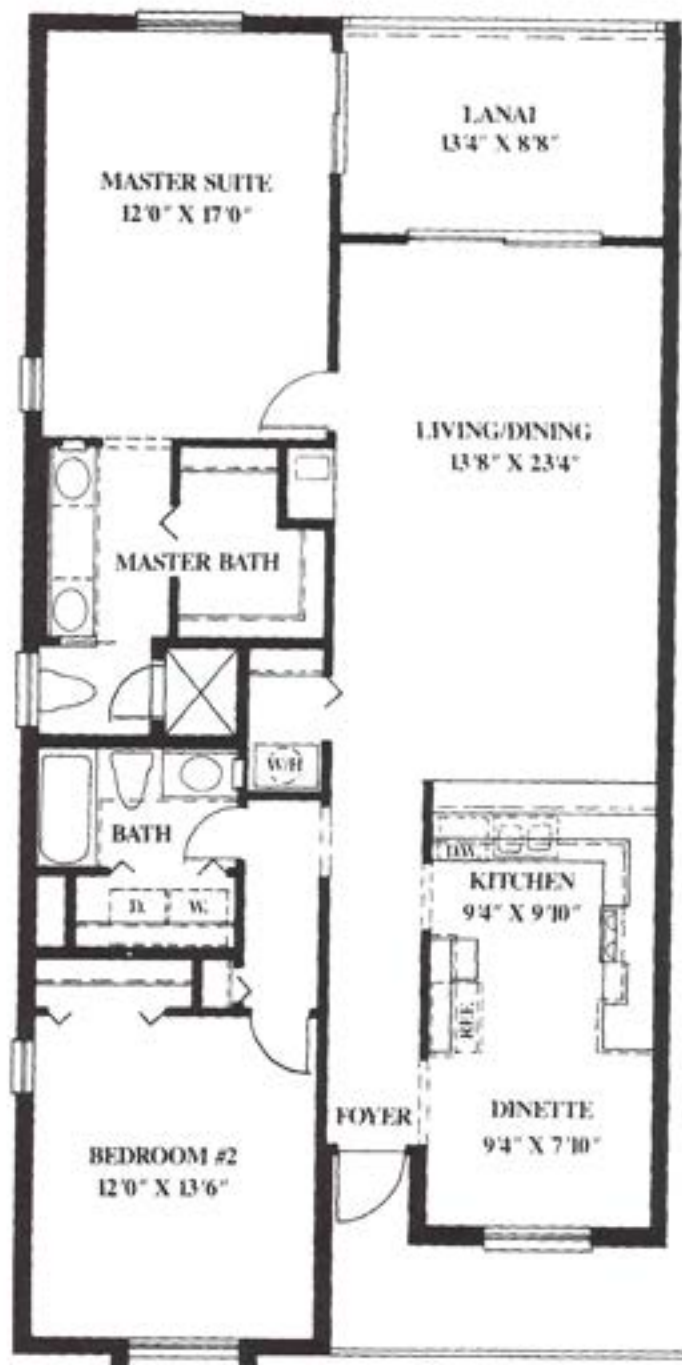 LANAI
13'4" X 8'8"
MASTER SUITE
12'0" X 17'0"
LIVING/DINING
13'8" X 23'4"
MASTER BATH
W/H
BATH
D.W.
KITCHEN
9'4" X 9'10"
D.
W.
REF.
FOYER
DINETTE
9'4" X 7'10"
BEDROOM #2
12'0" X 13'6"